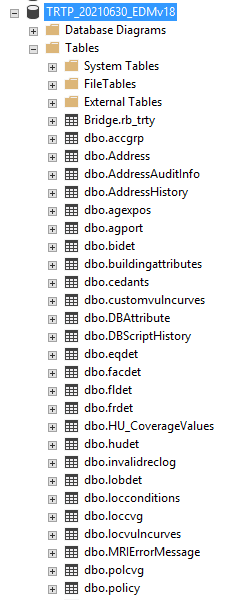 TRTP_20210630_EDMv18
Database Diagrams
Tables
System Tables
FileTables
External Tables
Bridge.rb_trty
dbo.accgrp
dbo.Address
dbo.AddressAuditInfo
dbo.AddressHistory
dbo.agexpos
dbo.agport
dbo.bidet
dbo.buildingattributes
dbo.cedants
dbo.customvulncurves
dbo.DBAttribute
dbo.DBScriptHistory
dbo.eqdet
dbo.facdet
dbo.fldet
dbo.frdet
dbo.HU_CoverageValues
dbo.hudet
dbo.invalidreclog
dbo.lobdet
dbo.locconditions
dbo.loccvg
dbo.locvulncurves
dbo.MRIErrorMessage
dbo.polcvg
dbo.policy